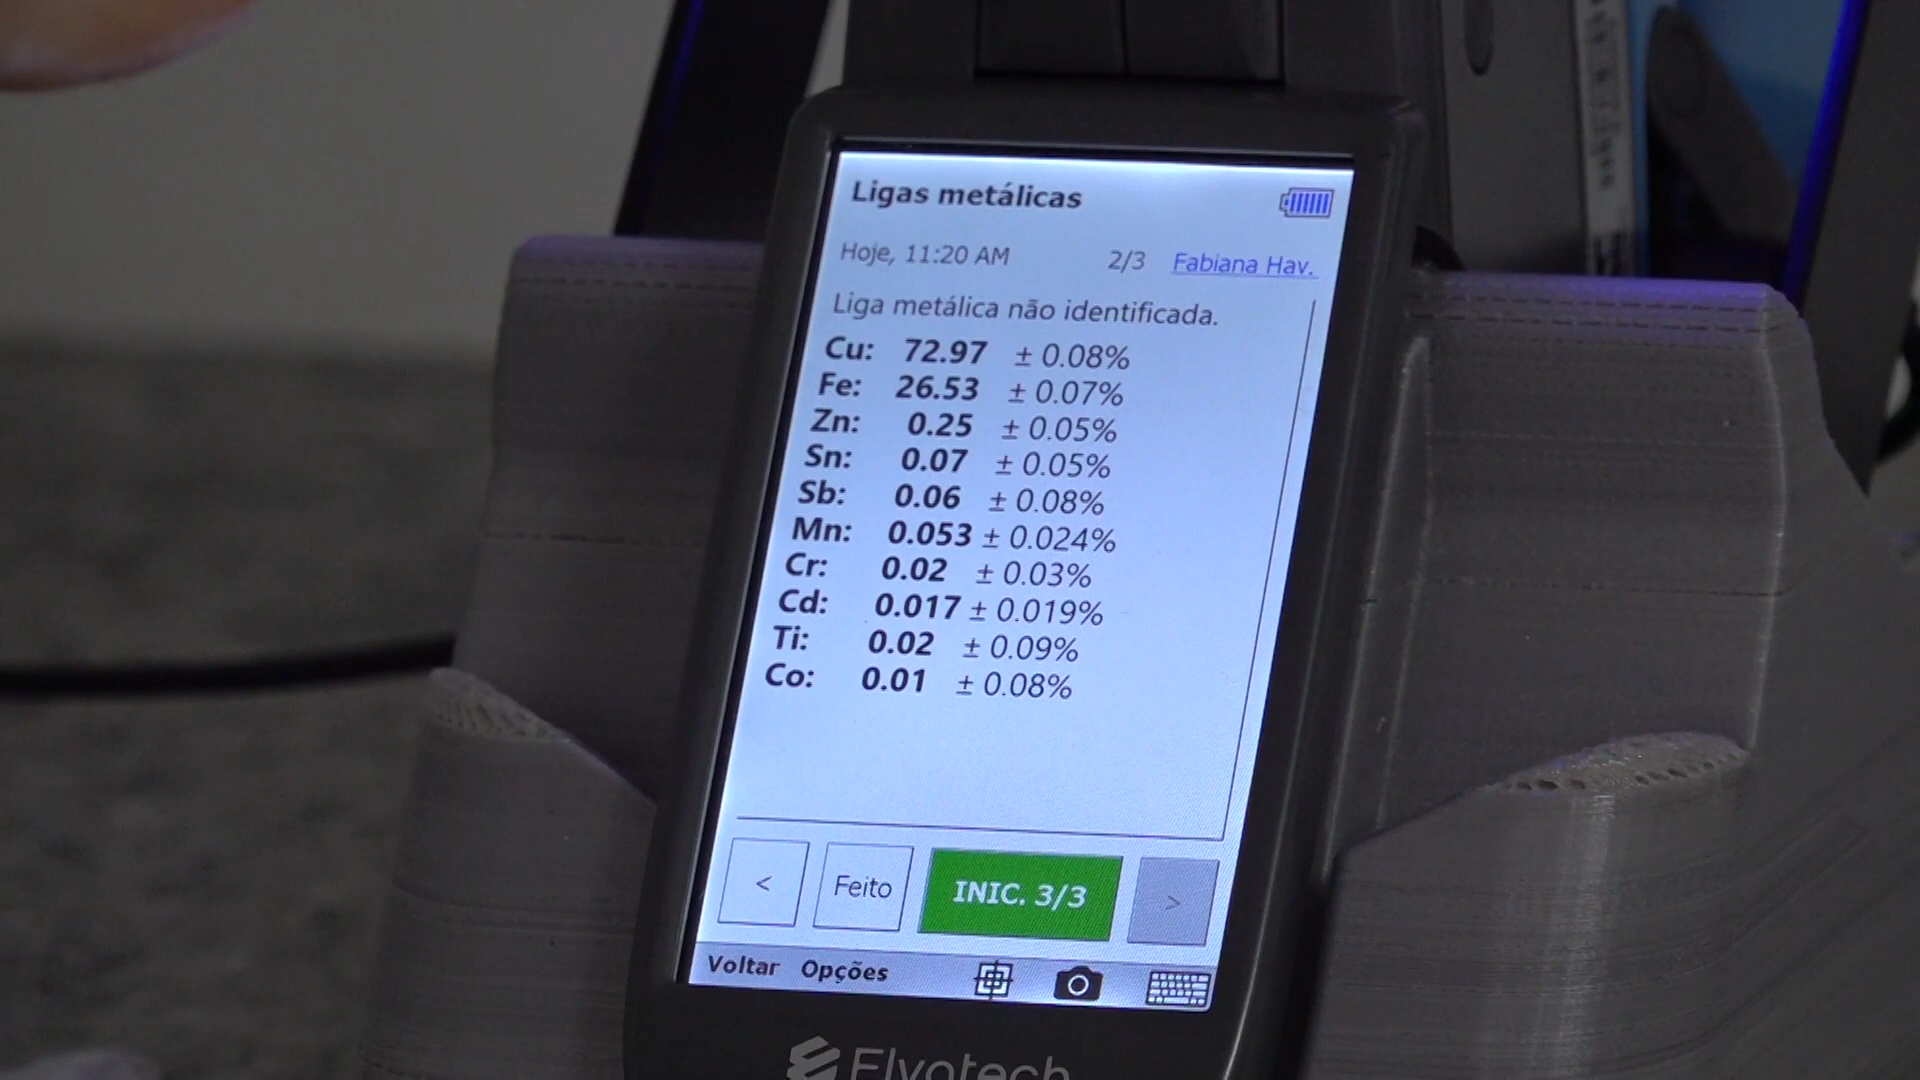 Ligas metálicas
Hoje, 11:20 AM 2/3 Fabiana Hav.
Liga metálica não identificada.
Cu: 72.97 ± 0.08%
Fe: 26.53 ± 0.07%
Zn: 0.25 ± 0.05%
Sn: 0.07 ± 0.05%
Sb: 0.06 ± 0.08%
Mn: 0.053 ± 0.024%
Cr: 0.02 ± 0.03%
Cd: 0.017 ± 0.019%
Ti: 0.02 ± 0.09%
Co: 0.01 ± 0.08%
< Feito INIC. 3/3 >
Voltar Opções